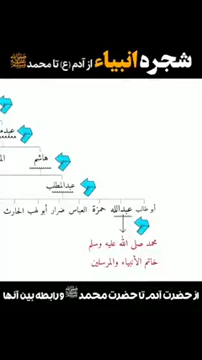 شجره انبیاء از آدم (ع) تا محمد ﷺ
هاشم
عبدالمطلب
أبو طالب عبدالله حمزة العباس ضرار أبو لهب الحارث
محمد صلى الله عليه وسلم
خاتم الأنبياء والمرسلين
از حضرت آدم تا حضرت محمد ﷺ و رابطه بین آنها